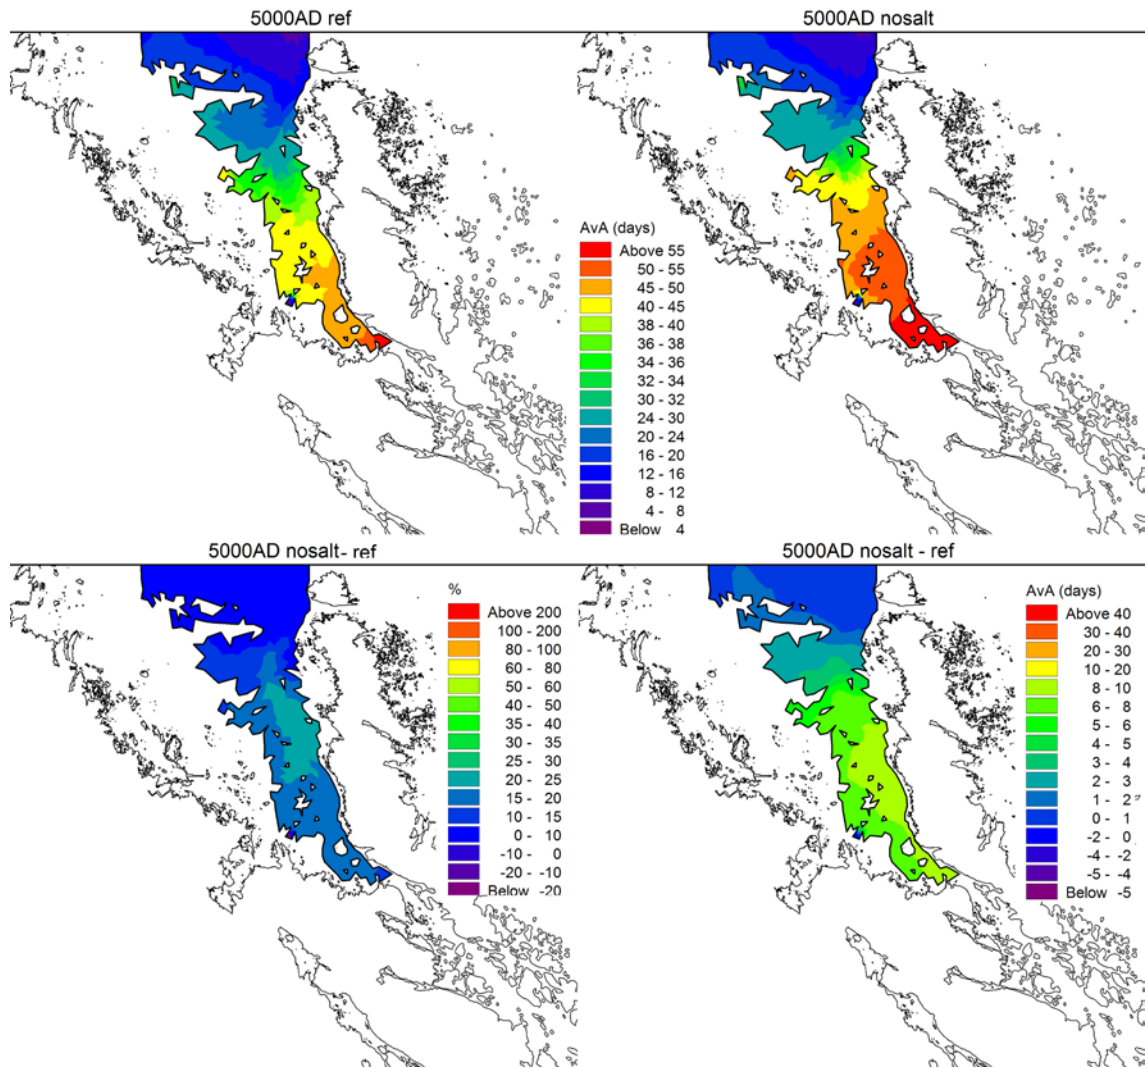 5000AD ref
5000AD nosalt
AvA (days)
Above 55
50 - 55
45 - 50
40 - 45
38 - 40
36 - 38
34 - 36
32 - 34
30 - 32
24 - 30
20 - 24
16 - 20
12 - 16
8 - 12
4 - 8
Below 4
5000AD nosalt - ref
5000AD nosalt - ref
%
Above 200
100 - 200
80 - 100
60 - 80
50 - 60
40 - 50
35 - 40
30 - 35
25 - 30
20 - 25
15 - 20
10 - 15
0 - 10
-10 - 0
-20 - -10
Below -20
AvA (days)
Above 40
30 - 40
20 - 30
10 - 20
8 - 10
6 - 8
5 - 6
4 - 5
3 - 4
2 - 3
1 - 2
0 - 1
-2 - 0
-4 - -2
-5 - -4
Below -5